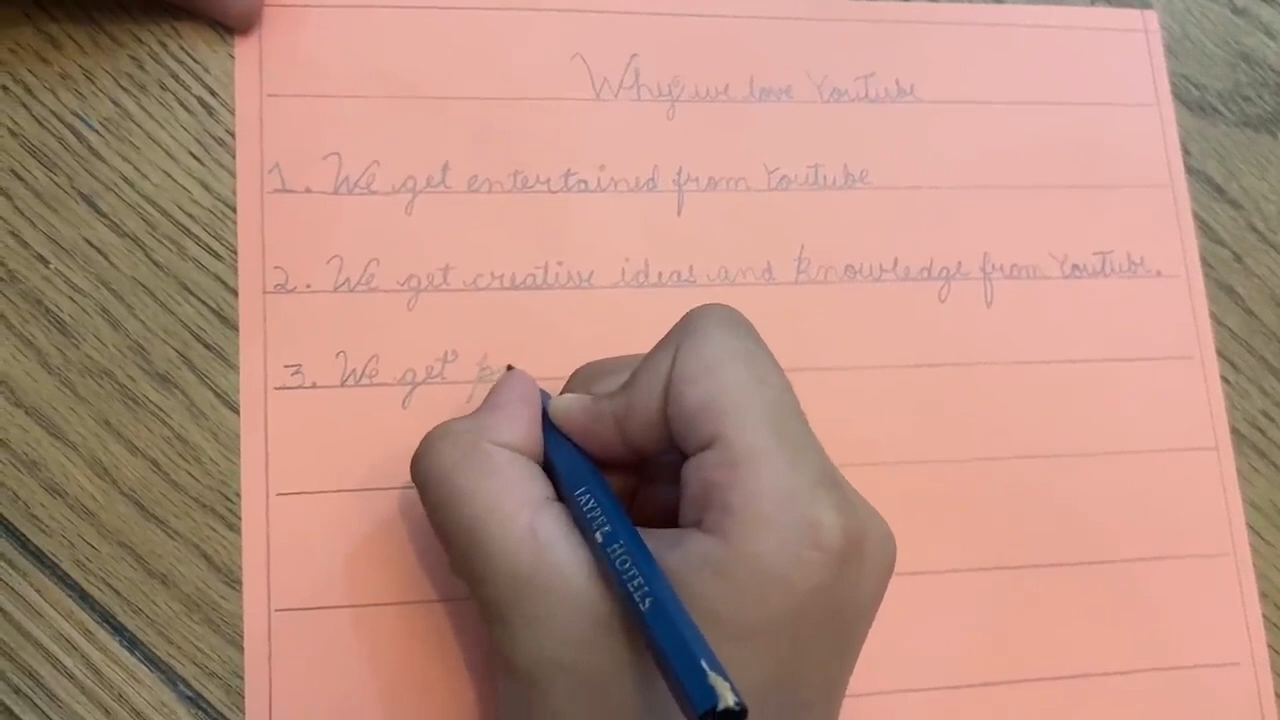 Why we love YouTube
1. We get entertained from Youtube
2. We get creative ideas and knowledge from YouTube.
3. We get
JAYPEE HOTELS